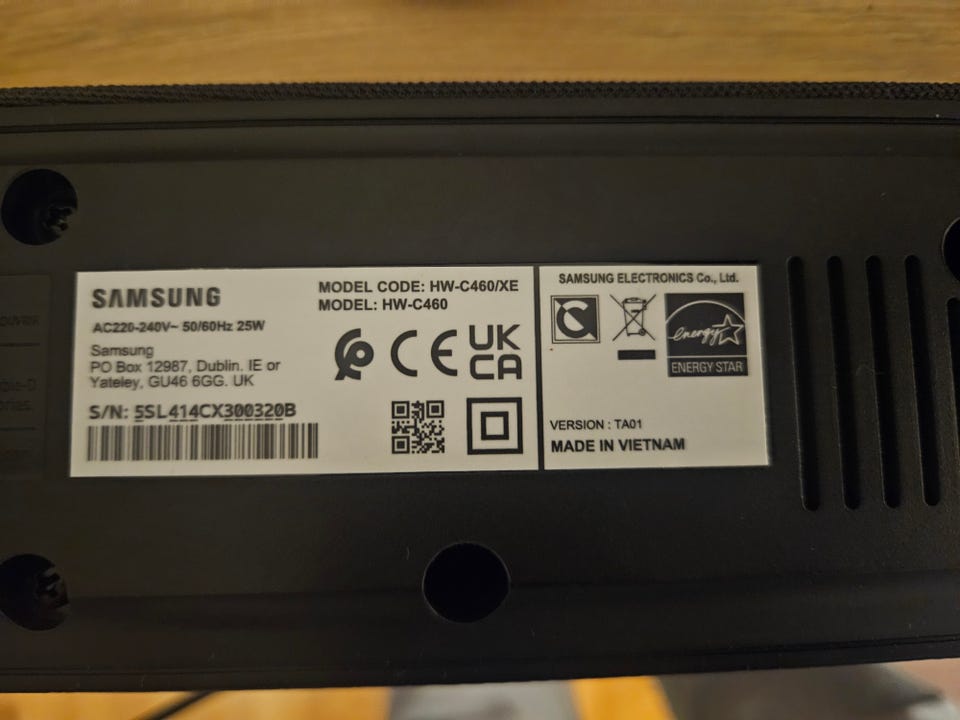 SAMSUNG
AC220-240V~ 50/60Hz 25W
Samsung
PO Box 12987, Dublin. IE or
Yateley, GU46 6GG. UK
S/N: 5SL414CX300320B
MODEL CODE: HW-C460/XE
MODEL: HW-C460
CE
UK
CA
SAMSUNG ELECTRONICS Co., Ltd.
energy
ENERGY STAR
VERSION : TA01
MADE IN VIETNAM